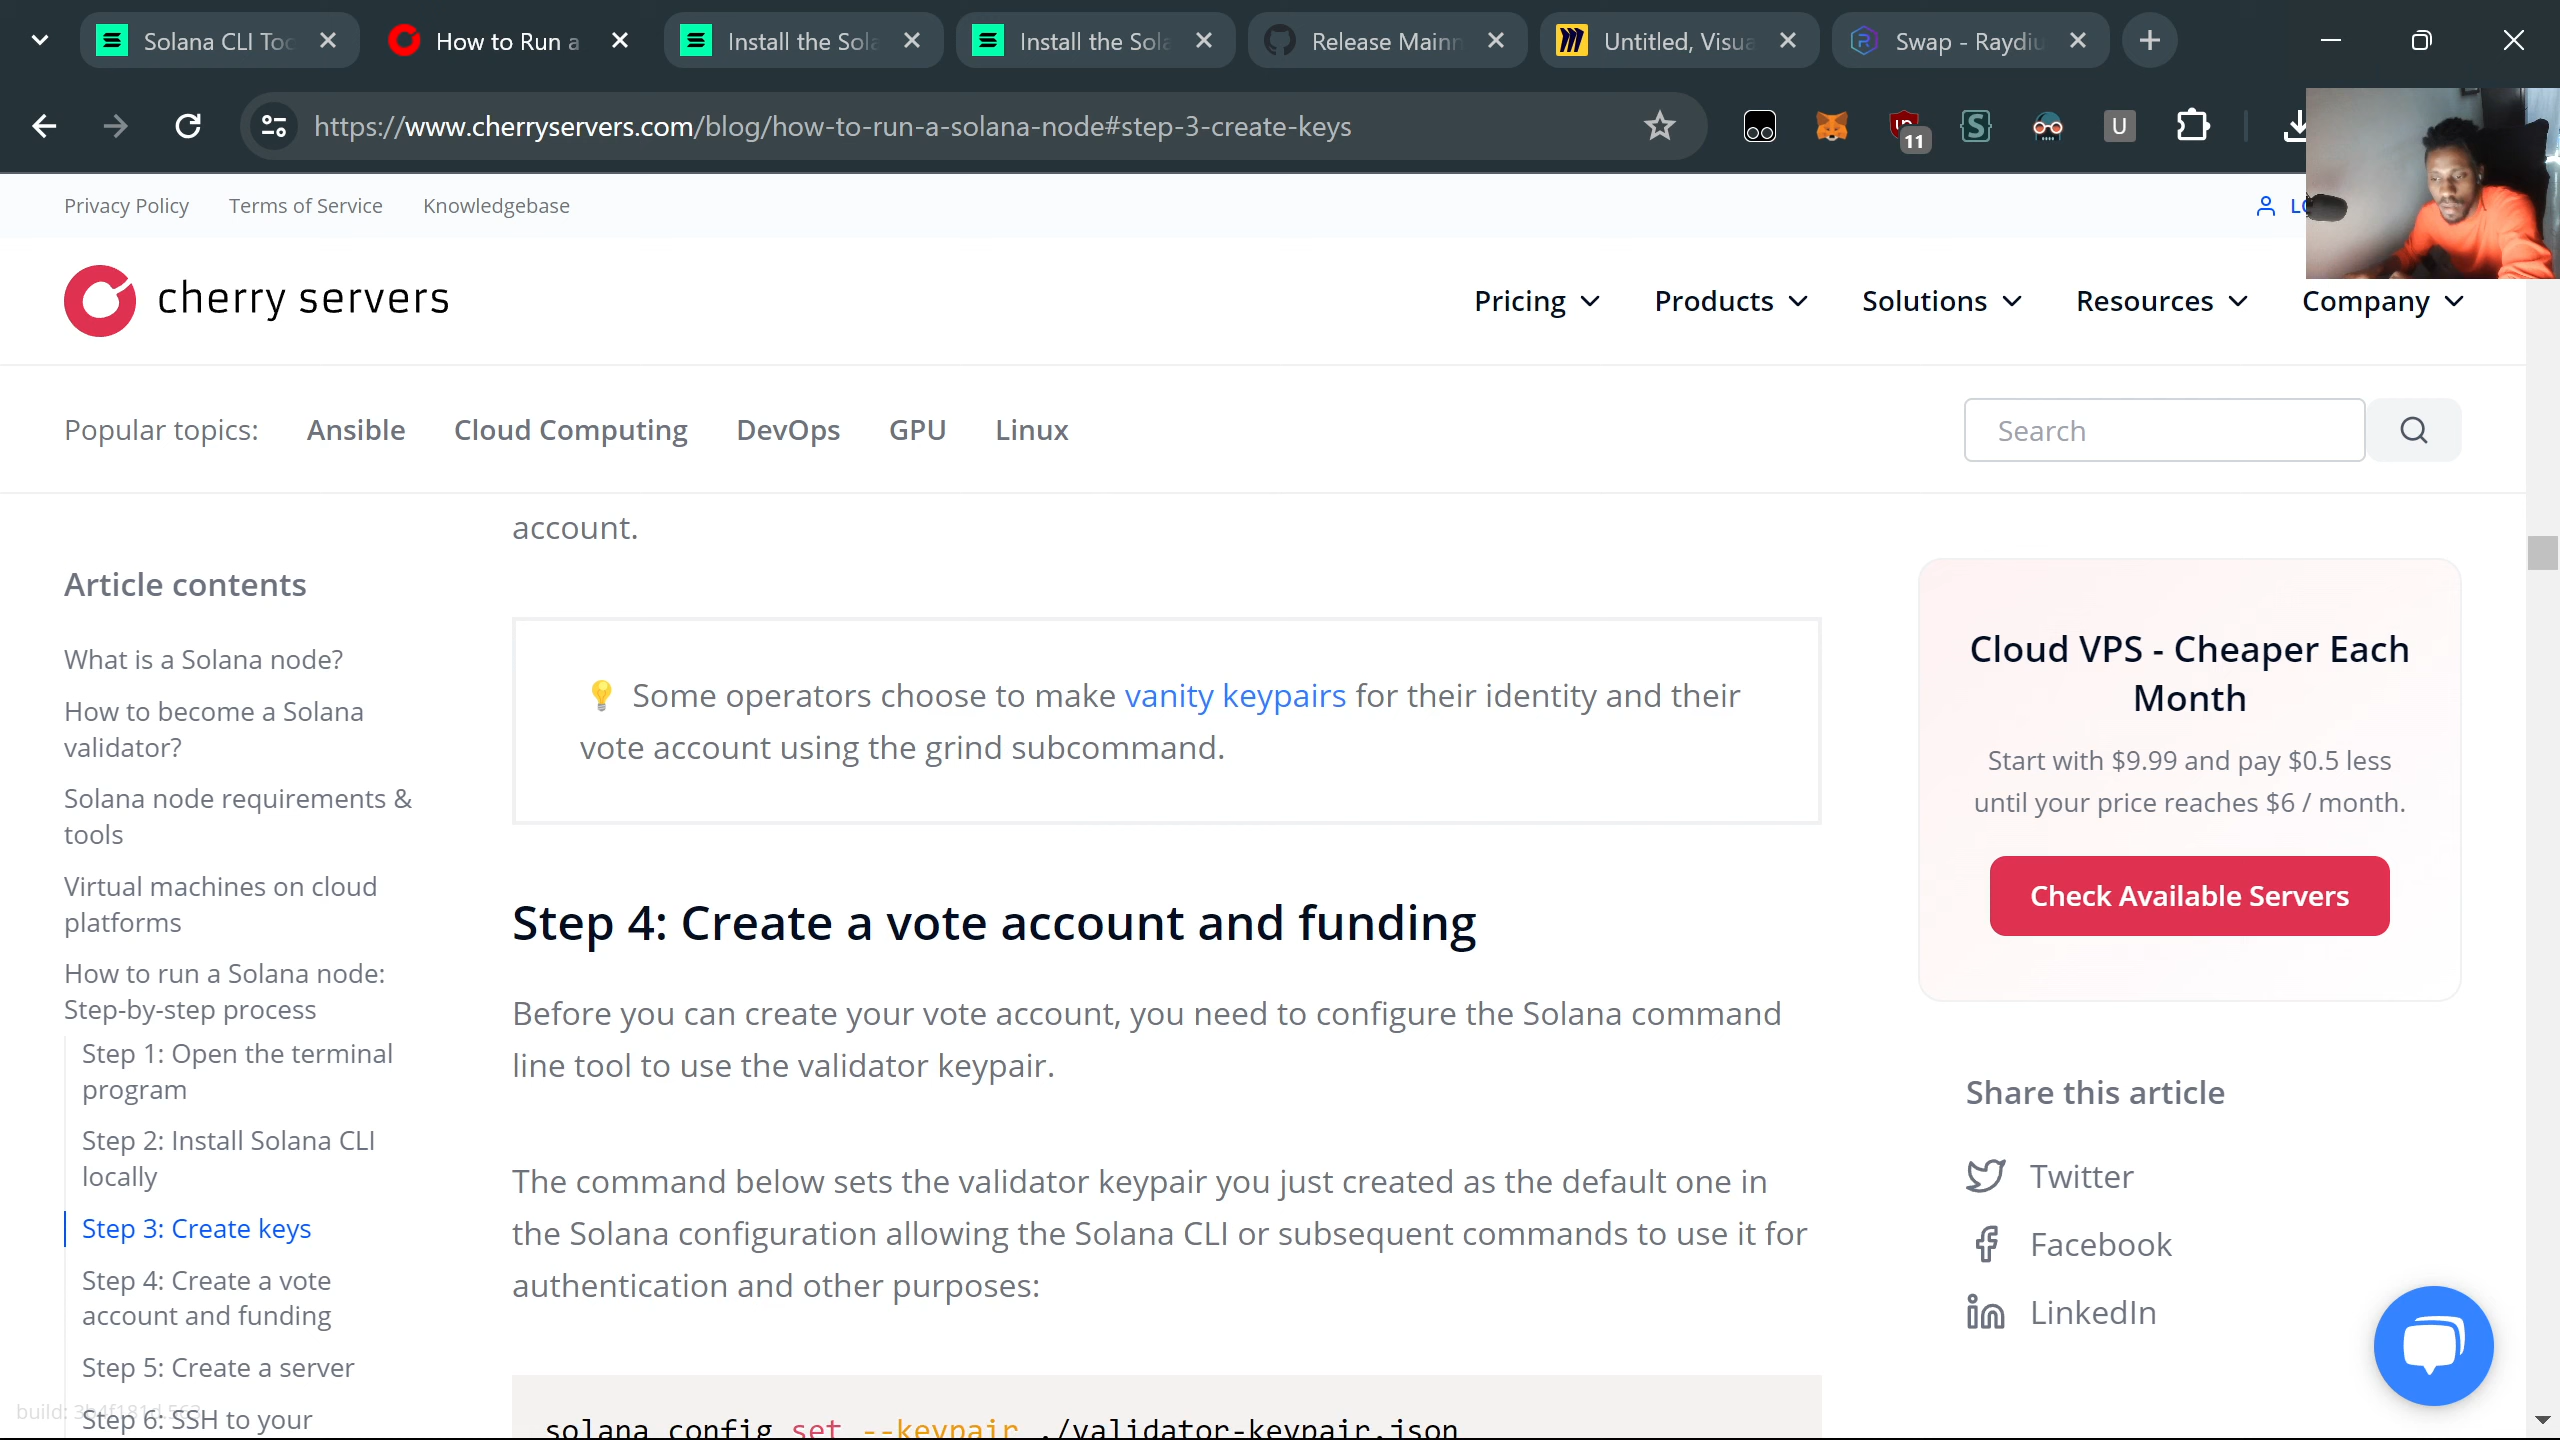 Solana CLI Too
How to Run a
Install the Sola
Install the Sola
Release Mainn
Untitled, Visua
Swap - Raydiu
https://www.cherryservers.com/blog/how-to-run-a-solana-node#step-3-create-keys
11
U
Privacy Policy
Terms of Service
Knowledgebase
cherry servers
Pricing
Products
Solutions
Resources
Company
Popular topics:
Ansible
Cloud Computing
DevOps
GPU
Linux
Search
account.
Article contents
What is a Solana node?
How to become a Solana
validator?
Solana node requirements &
tools
Virtual machines on cloud
platforms
How to run a Solana node:
Step-by-step process
Step 1: Open the terminal
program
Step 2: Install Solana CLI
locally
Step 3: Create keys
Step 4: Create a vote
account and funding
Step 5: Create a server
Step 6: SSH to your
💡 Some operators choose to make vanity keypairs for their identity and their
vote account using the grind subcommand.
Step 4: Create a vote account and funding
Before you can create your vote account, you need to configure the Solana command
line tool to use the validator keypair.
The command below sets the validator keypair you just created as the default one in
the Solana configuration allowing the Solana CLI or subsequent commands to use it for
authentication and other purposes:
solana config set --keypair ./validator-keypair.json
Cloud VPS - Cheaper Each
Month
Start with $9.99 and pay $0.5 less
until your price reaches $6 / month.
Check Available Servers
Share this article
Twitter
Facebook
LinkedIn
build: